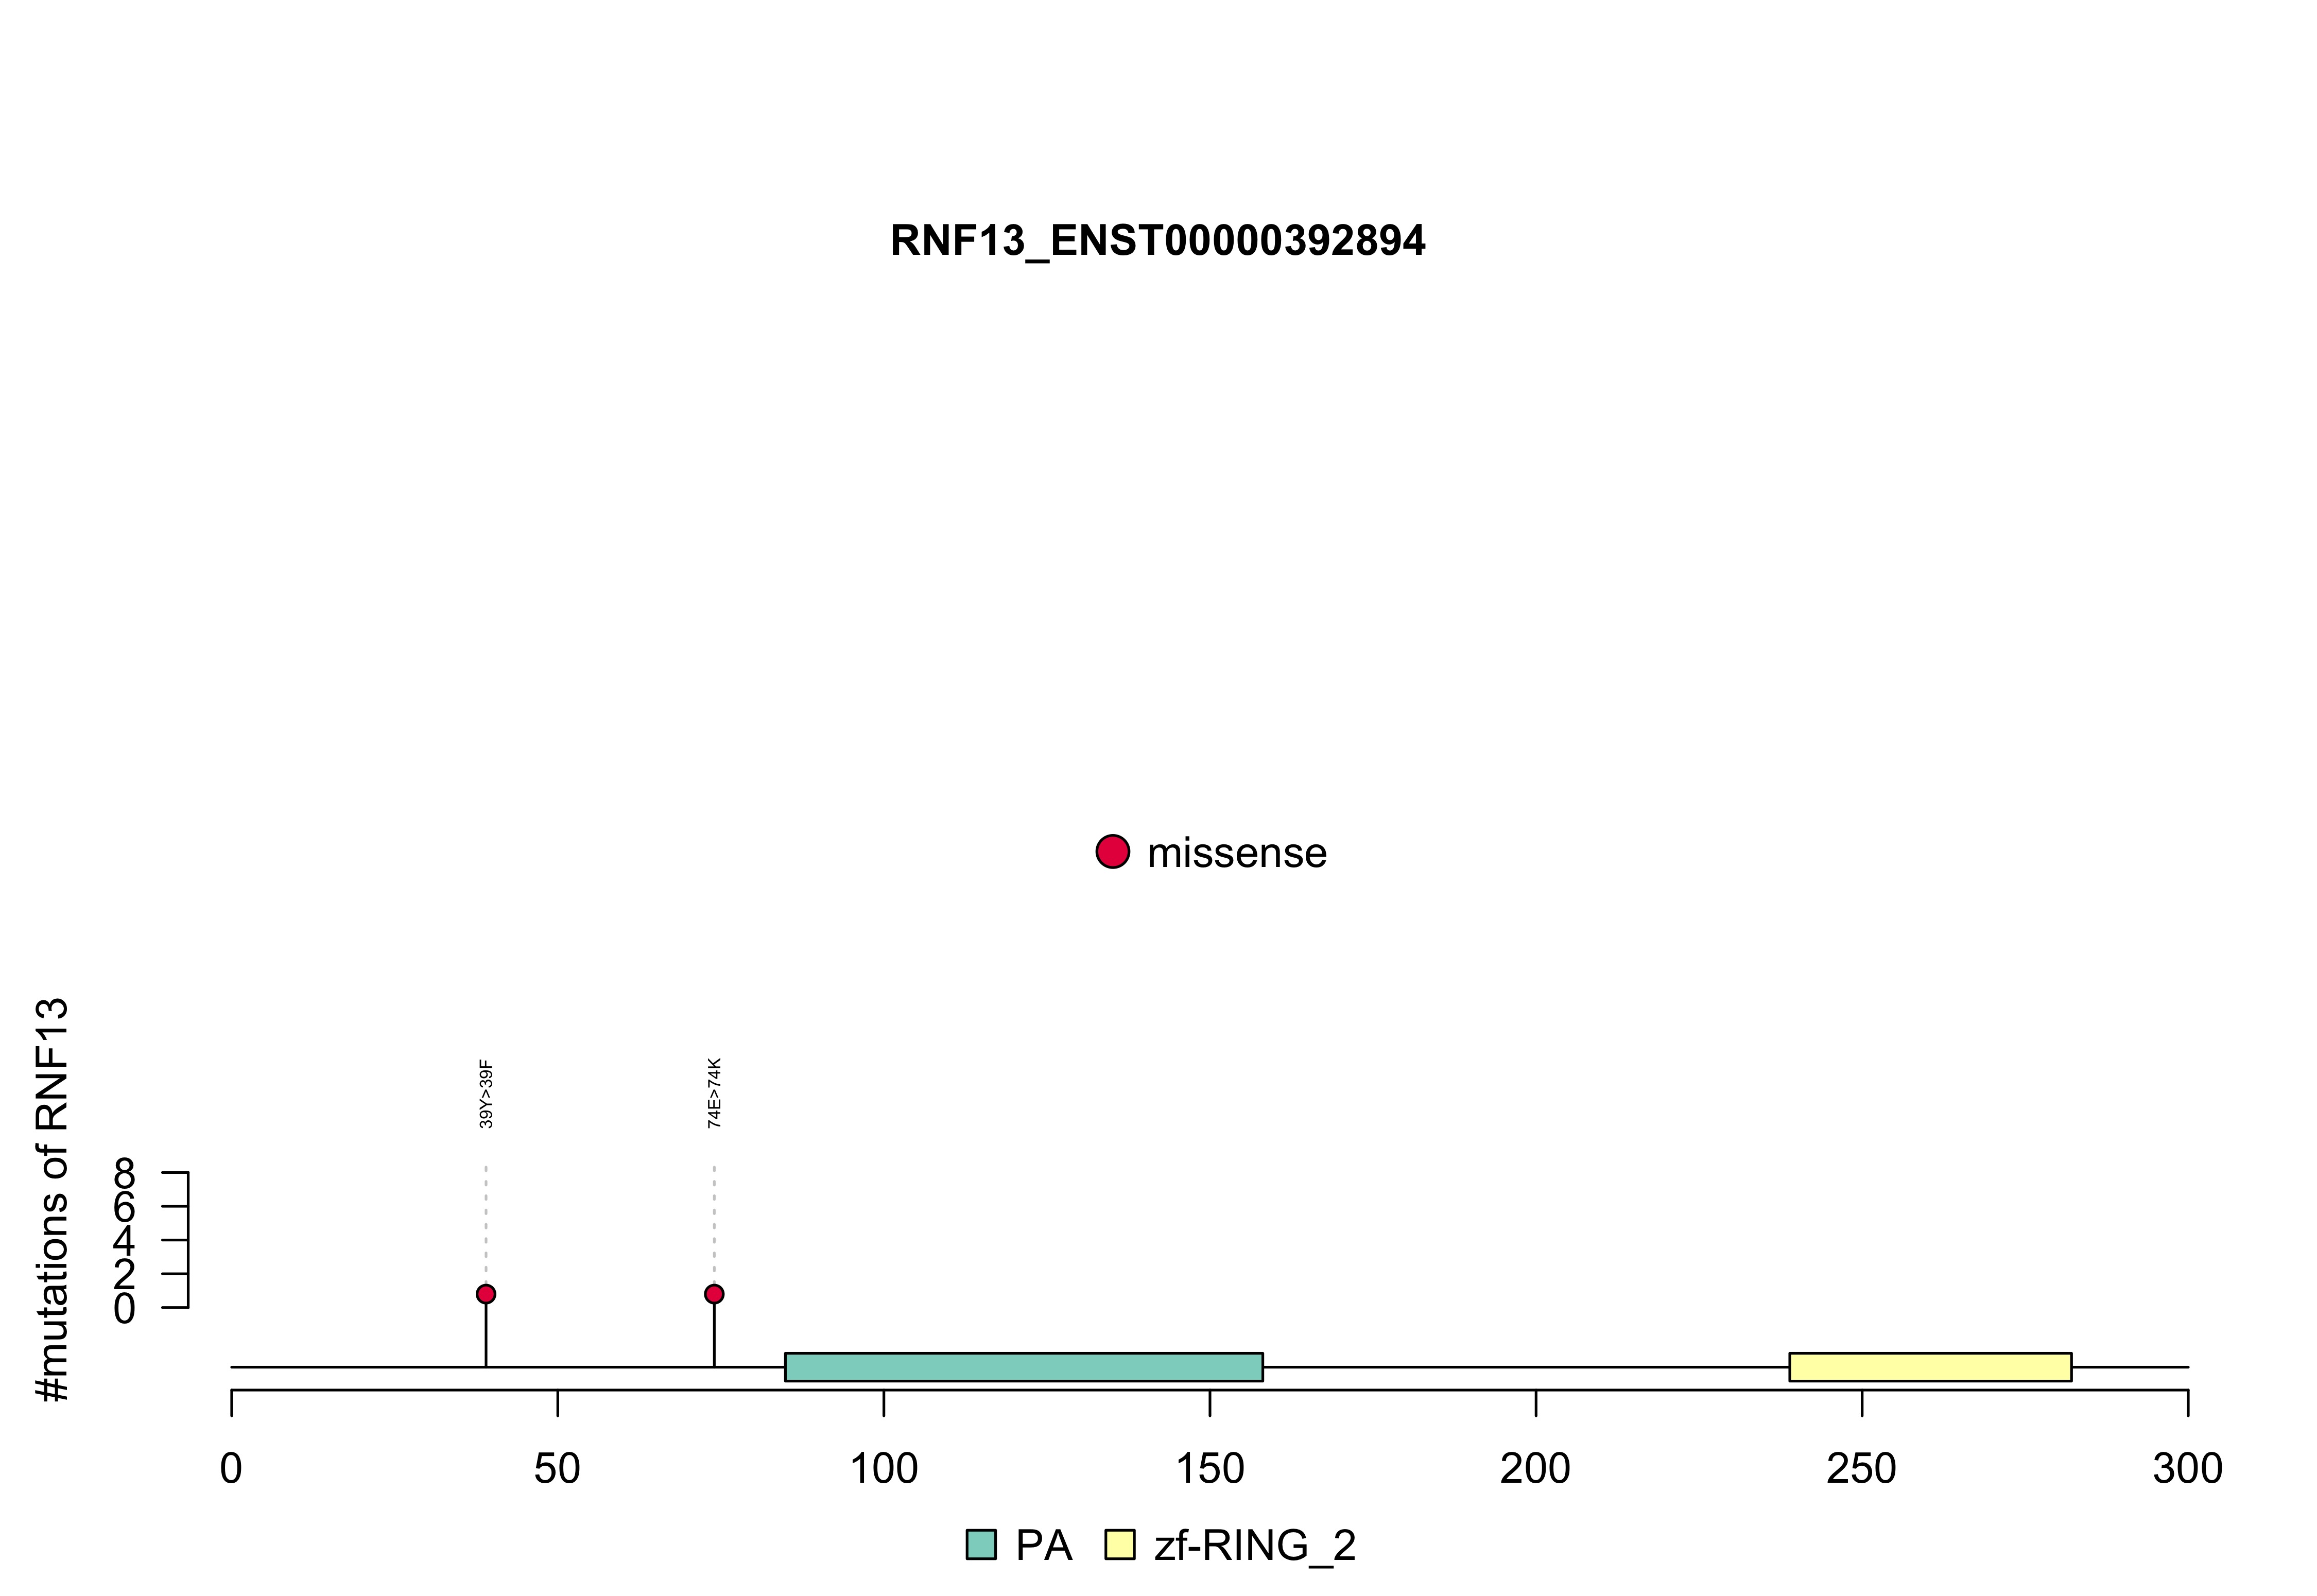 RNF13_ENST00000392894
missense
#mutations of RNF13
39Y>39F
74E>74K
8
6
4
2
0
0 50 100 150 200 250 300
PA zf-RING_2